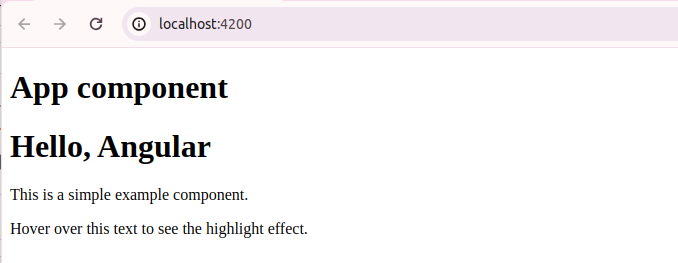 localhost:4200
App component
Hello, Angular
This is a simple example component.
Hover over this text to see the highlight effect.